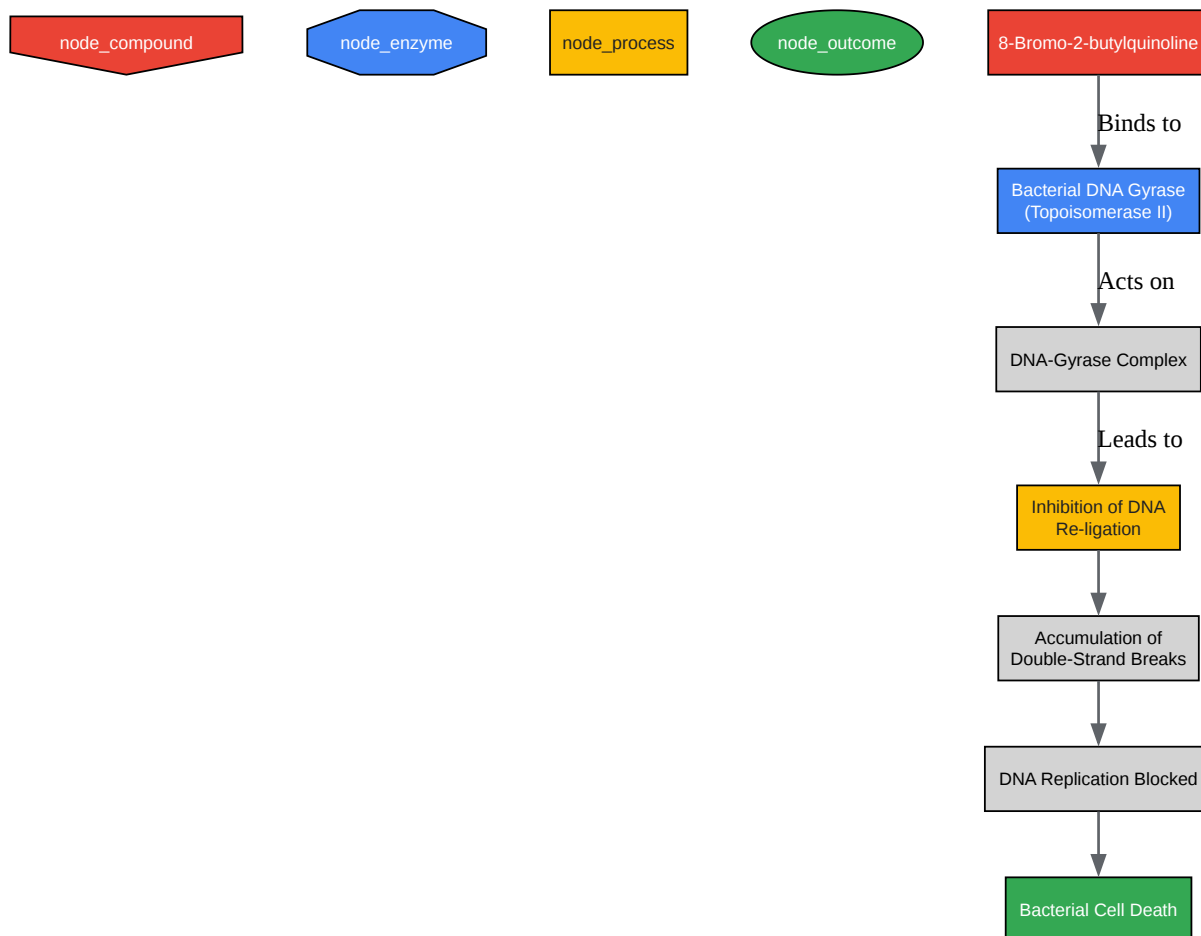 node_compound
node_enzyme
node_process
node_outcome
8-Bromo-2-butylquinoline
Binds to
Bacterial DNA Gyrase
(Topoisomerase II)
Acts on
DNA-Gyrase Complex
Leads to
Inhibition of DNA
Re-ligation
Accumulation of
Double-Strand Breaks
DNA Replication Blocked
Bacterial Cell Death